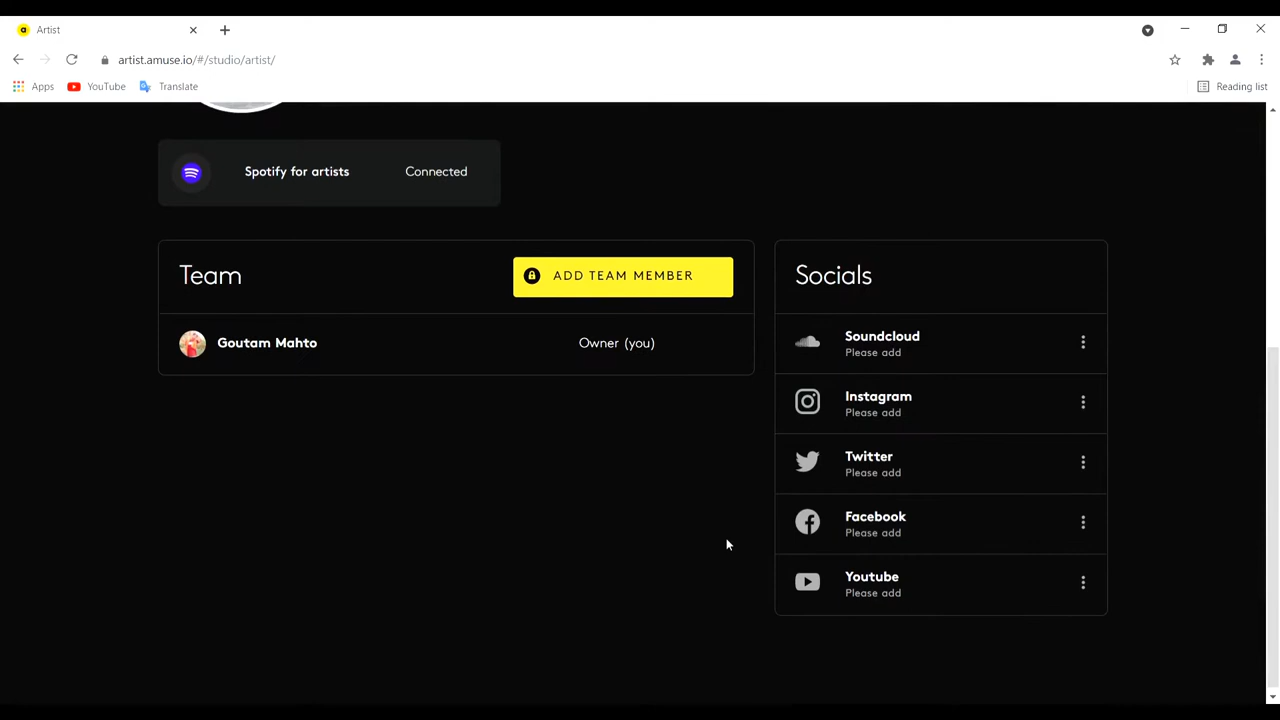 Artist
artist.amuse.io/#/studio/artist/
Apps YouTube Translate Reading list
Spotify for artists Connected
Team ADD TEAM MEMBER
Goutam Mahto Owner (you)
Socials
Soundcloud
Please add
Instagram
Please add
Twitter
Please add
Facebook
Please add
Youtube
Please add